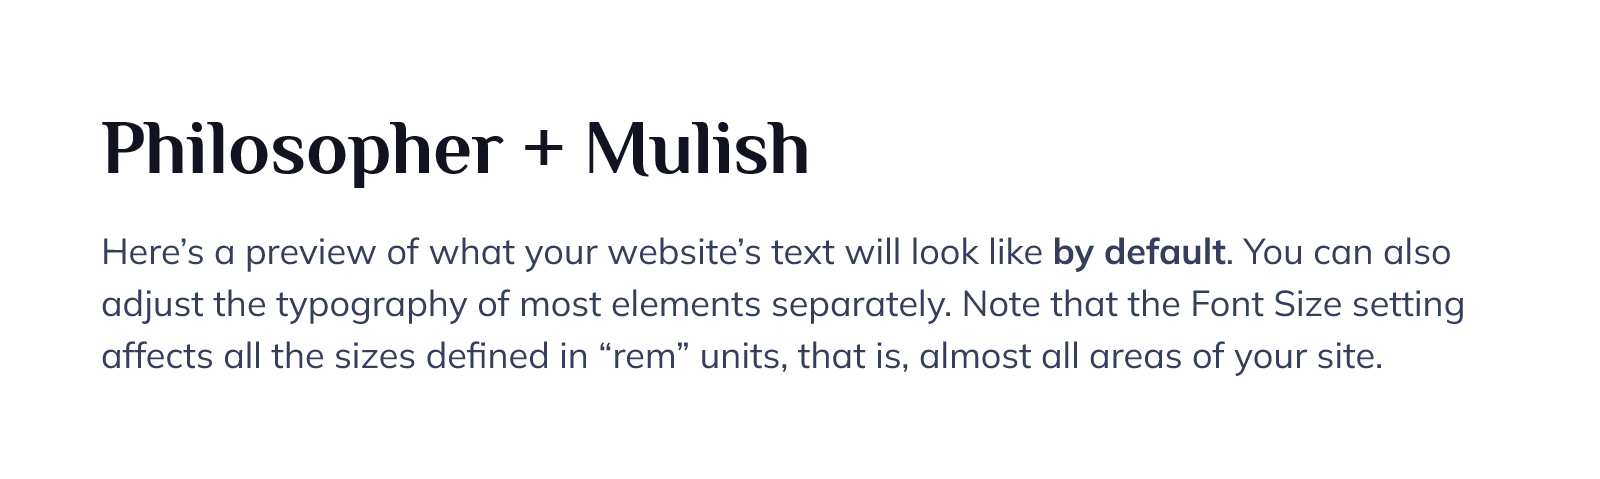 Philosopher + Mulish
Here’s a preview of what your website’s text will look like by default. You can also
adjust the typography of most elements separately. Note that the Font Size setting
affects all the sizes defined in “rem” units, that is, almost all areas of your site.